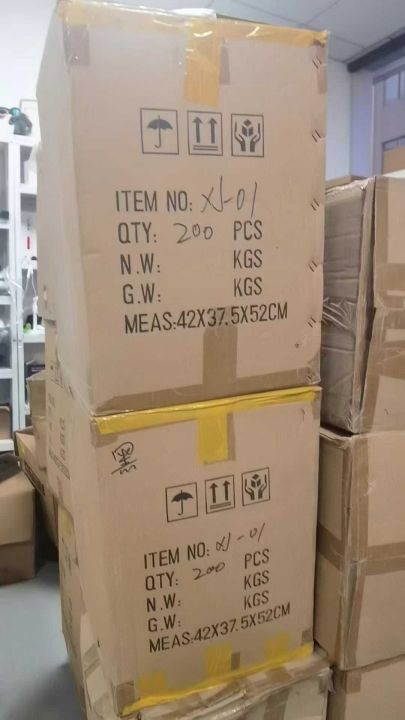 ITEM NO: XJ-01
QTY: 200 PCS
N.W: KGS
G.W: KGS
MEAS:42X37.5X52CM
黑
ITEM NO: XJ-01
QTY: 200 PCS
N.W: KGS
G.W: KGS
MEAS:42X37.5X52CM